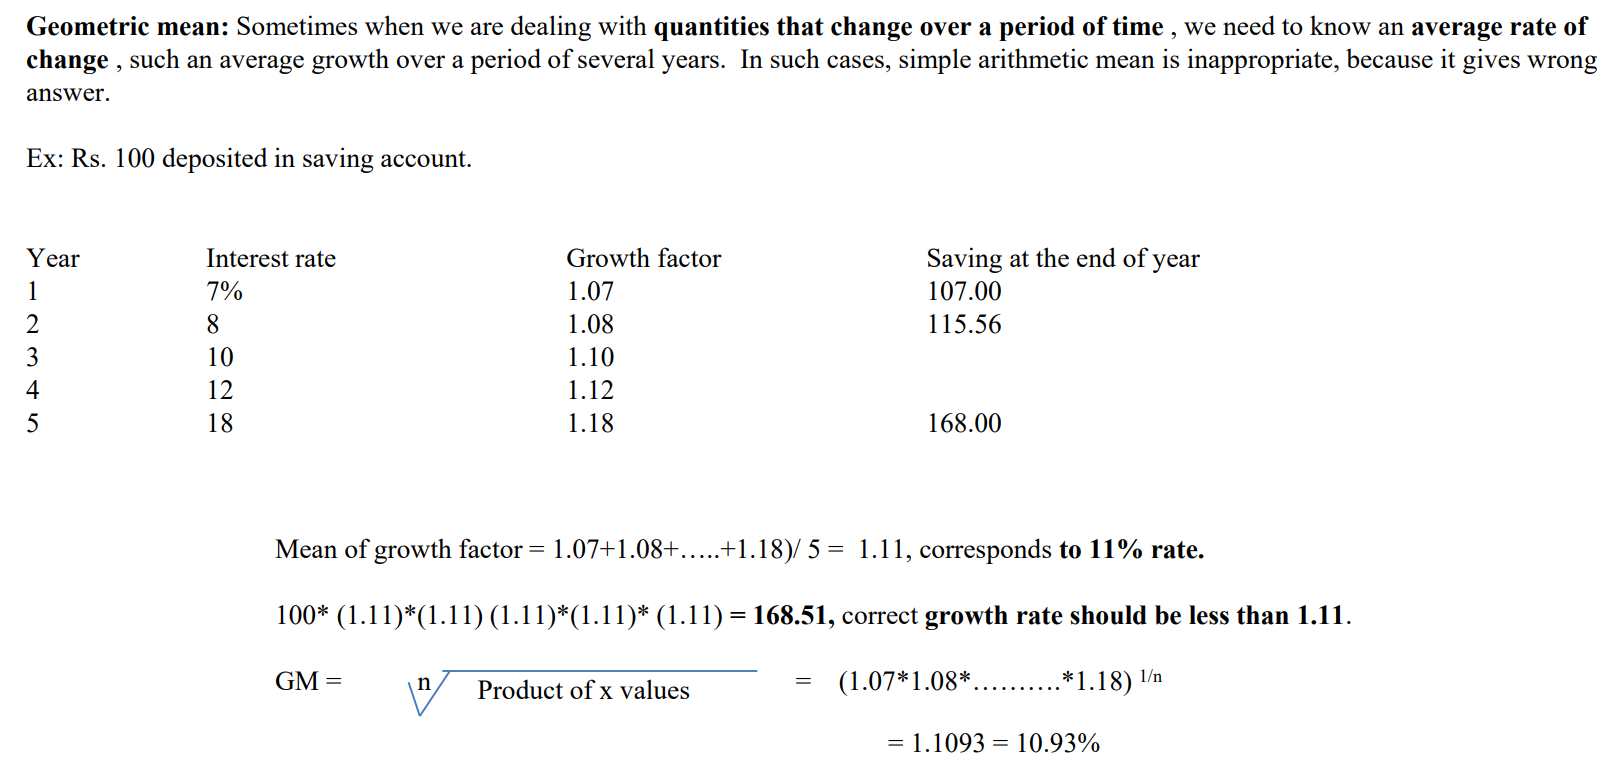 Geometric mean: Sometimes when we are dealing with quantities that change over a period of time , we need to know an average rate of
change , such an average growth over a period of several years.  In such cases, simple arithmetic mean is inappropriate, because it gives wrong
answer.
Ex: Rs. 100 deposited in saving account.
Year Interest rate Growth factor Saving at the end of year
1 7% 1.07 107.00
2 8 1.08 115.56
3 10 1.10
4 12 1.12
5 18 1.18 168.00
Mean of growth factor = 1.07+1.08+…..+1.18)/ 5 =  1.11, corresponds to 11% rate.
100* (1.11)*(1.11) (1.11)*(1.11)* (1.11) = 168.51, correct growth rate should be less than 1.11.
GM = n√ Product of x values = (1.07*1.08*……….*1.18) 1/n
= 1.1093 = 10.93%